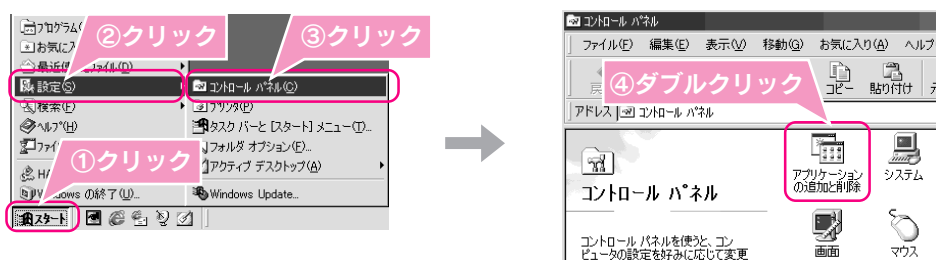 ②クリック
③クリック
①クリック
お気に
設定(S)
検索(E)
ヘルプ(H)
の終了(U)...
スタート
コントロール パネル(C)
プリンタ(P)
タスク バーと [スタート] メニュー(T)...
フォルダ オプション(F)...
アクティブ デスクトップ(A)
Windows Update...
コントロール パネル
ファイル(F) 編集(E) 表示(V) 移動(G) お気に入り(A) ヘルプ
④ダブルクリック
コピー 貼り付け
アドレス コントロール パネル
コントロール パネル
コントロール パネルを使うと、コン
ピュータの設定を好みに応じて変更
アプリケーション
の追加と削除
システム
画面
マウス